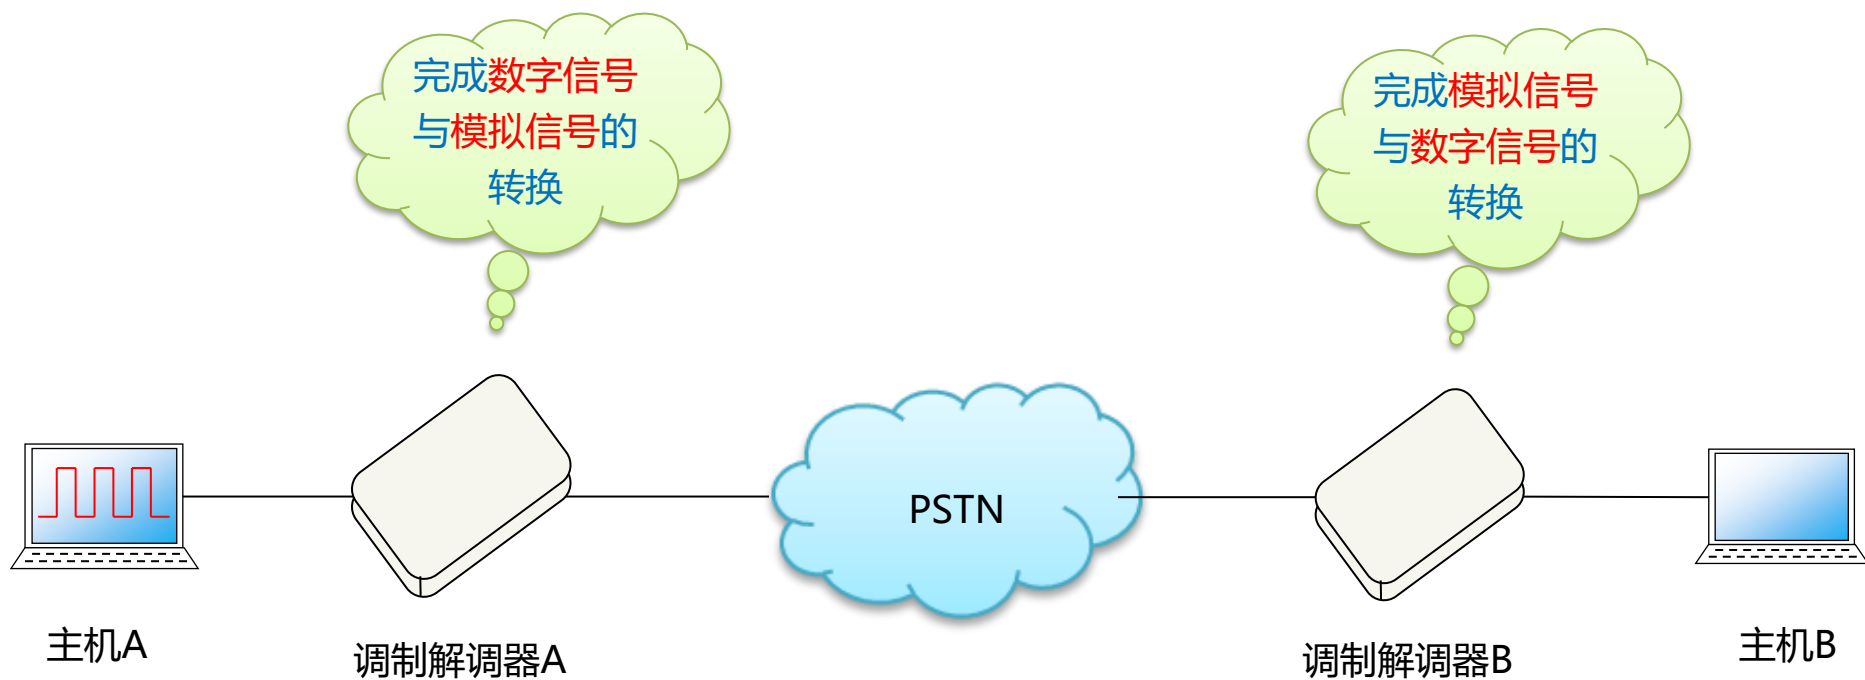 完成数字信号
与模拟信号的
转换
完成模拟信号
与数字信号的
转换
PSTN
主机A
调制解调器A
调制解调器B
主机B